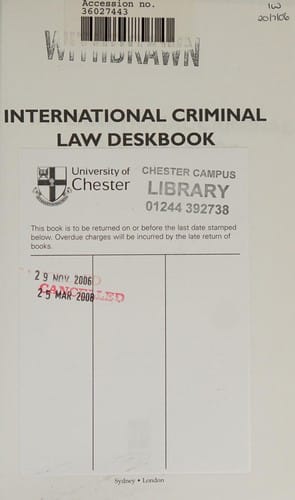 Accession no.
36027443
WITHDRAWN
INTERNATIONAL CRIMINAL
LAW DESKBOOK
University of
Chester
CHESTER CAMPUS
LIBRARY
01244 392738
This book is to be returned on or before the last date stamped
below. Overdue charges will be incurred by the late return of
books.
29 NOV 2006
CANCELLED
25 MAR 2008
Sydney • London